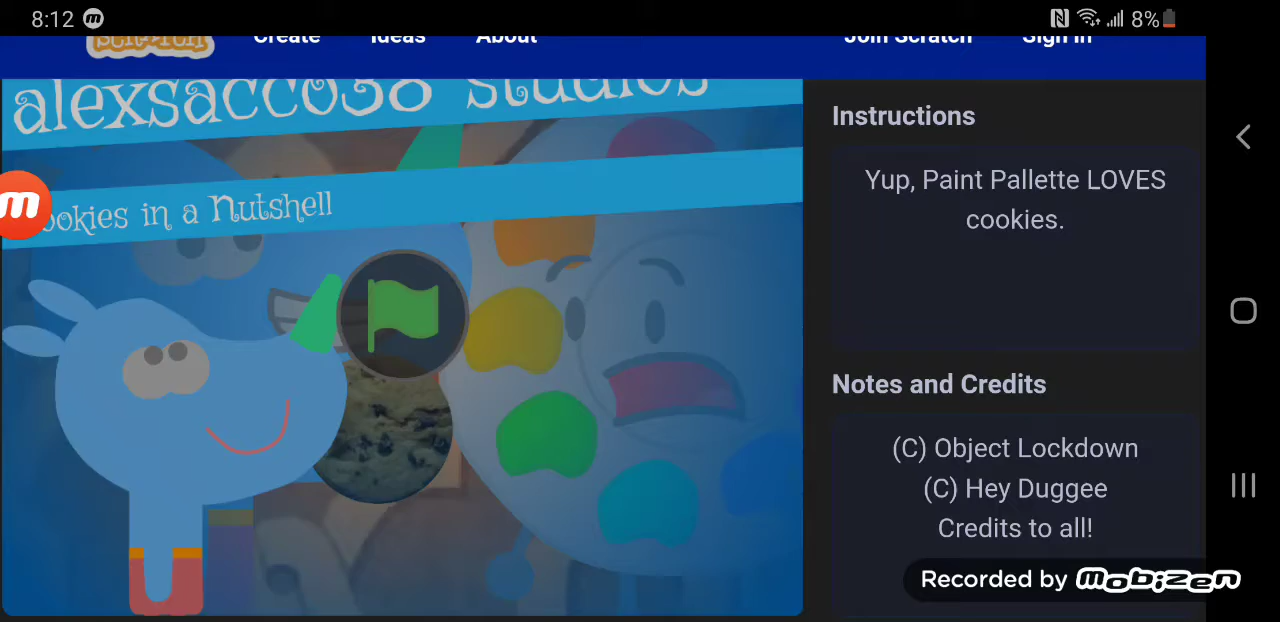 8:12
8%
Create Ideas About Join Scratch Sign in
alexsacco38 studios
ookies in a Nutshell
Instructions
Yup, Paint Pallette LOVES
cookies.
Notes and Credits
(C) Object Lockdown
(C) Hey Duggee
Credits to all!
Recorded by mobizen